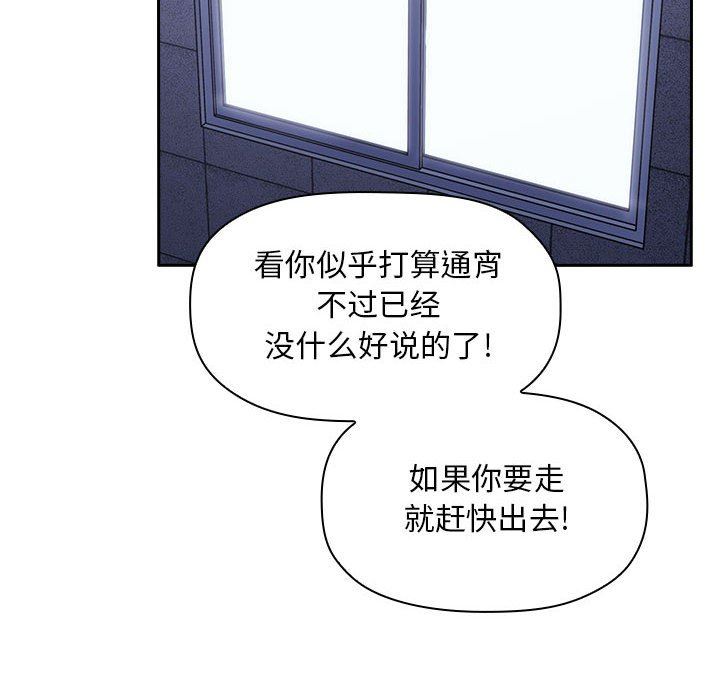 看你似乎打算通宵
不过已经
没什么好说的了!
如果你要走
就赶快出去!